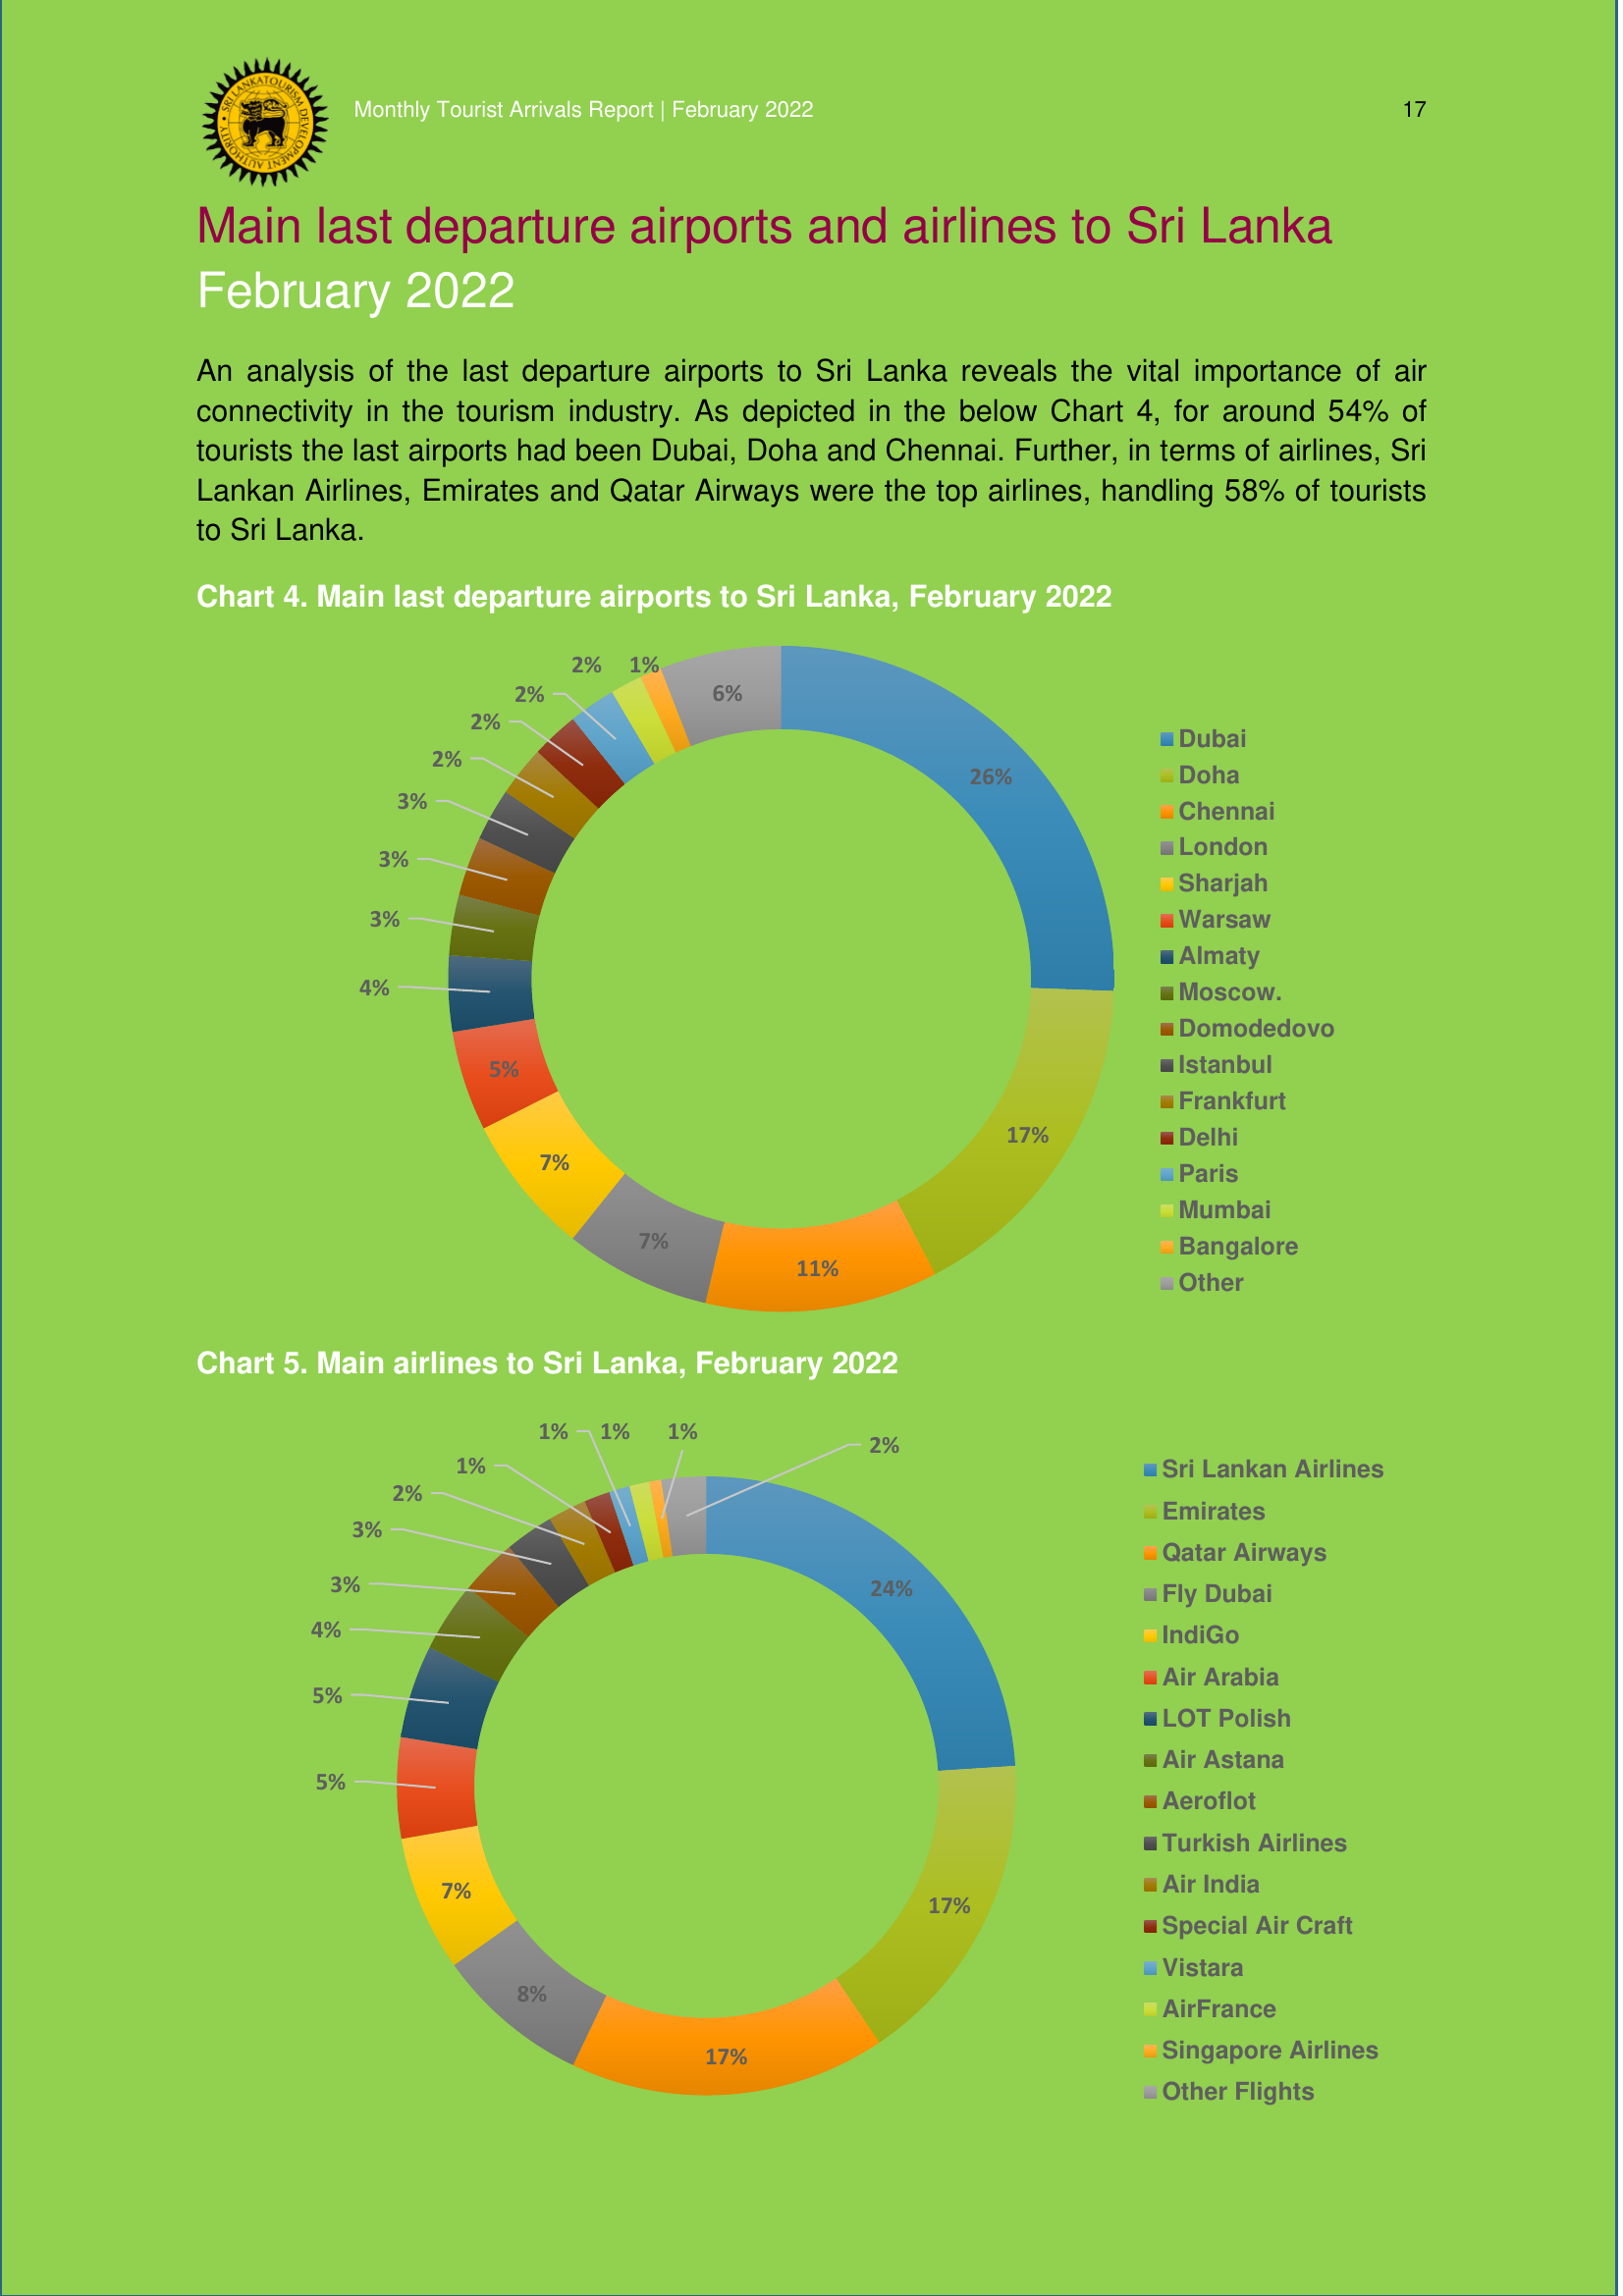 SRI LANKA TOURISM DEVELOPMENT AUTHORITY
Monthly Tourist Arrivals Report | February 2022
17
Main last departure airports and airlines to Sri Lanka
February 2022
An analysis of the last departure airports to Sri Lanka reveals the vital importance of air
connectivity in the tourism industry. As depicted in the below Chart 4, for around 54% of
tourists the last airports had been Dubai, Doha and Chennai. Further, in terms of airlines, Sri
Lankan Airlines, Emirates and Qatar Airways were the top airlines, handling 58% of tourists
to Sri Lanka.
Chart 4. Main last departure airports to Sri Lanka, February 2022
26%
17%
11%
7%
7%
5%
4%
3%
3%
3%
2%
2%
2%
2%
1%
6%
Dubai
Doha
Chennai
London
Sharjah
Warsaw
Almaty
Moscow.
Domodedovo
Istanbul
Frankfurt
Delhi
Paris
Mumbai
Bangalore
Other
Chart 5. Main airlines to Sri Lanka, February 2022
24%
17%
17%
8%
7%
5%
5%
4%
3%
3%
2%
1%
1%
1%
1%
2%
Sri Lankan Airlines
Emirates
Qatar Airways
Fly Dubai
IndiGo
Air Arabia
LOT Polish
Air Astana
Aeroflot
Turkish Airlines
Air India
Special Air Craft
Vistara
AirFrance
Singapore Airlines
Other Flights